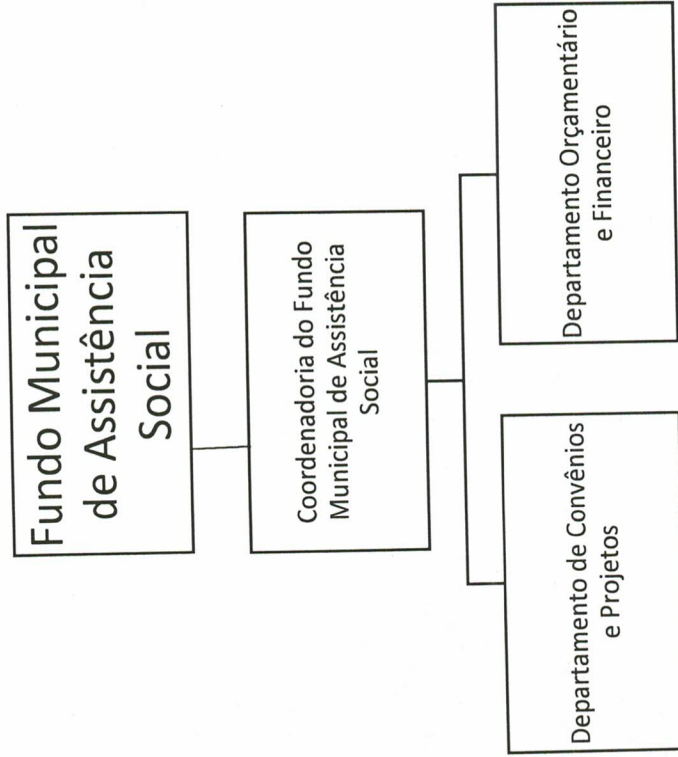 Fundo Municipal
de Assistência
Social
Coordenadoria do Fundo
Municipal de Assistência
Social
Departamento de Convênios
e Projetos
Departamento Orçamentário
e Financeiro